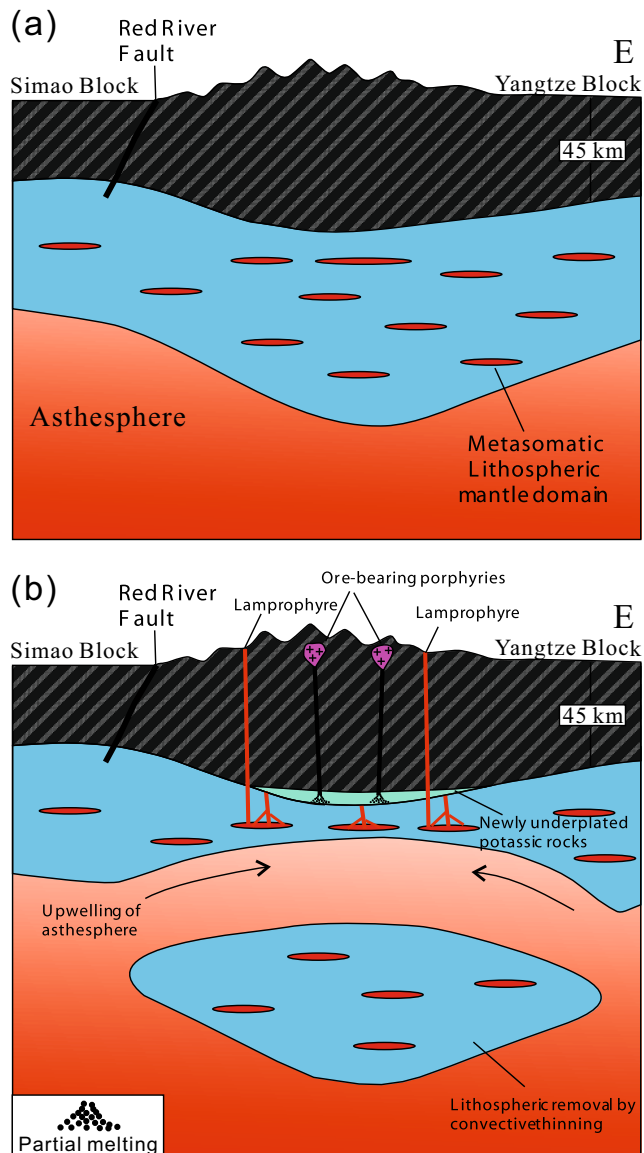 (a)
Red River
Fault
E
Simao Block
Yangtze Block
45 km
Asthesphere
Metasomatic
Lithospheric
mantle domain
(b)
Ore-bearing porphyries
Red River
Fault
Lamprophyre
Lamprophyre
E
Simao Block
Yangtze Block
45 km
Newly underplated
potassic rocks
Upwelling of
asthesphere
Lithospheric removal by
convective thinning
Partial melting